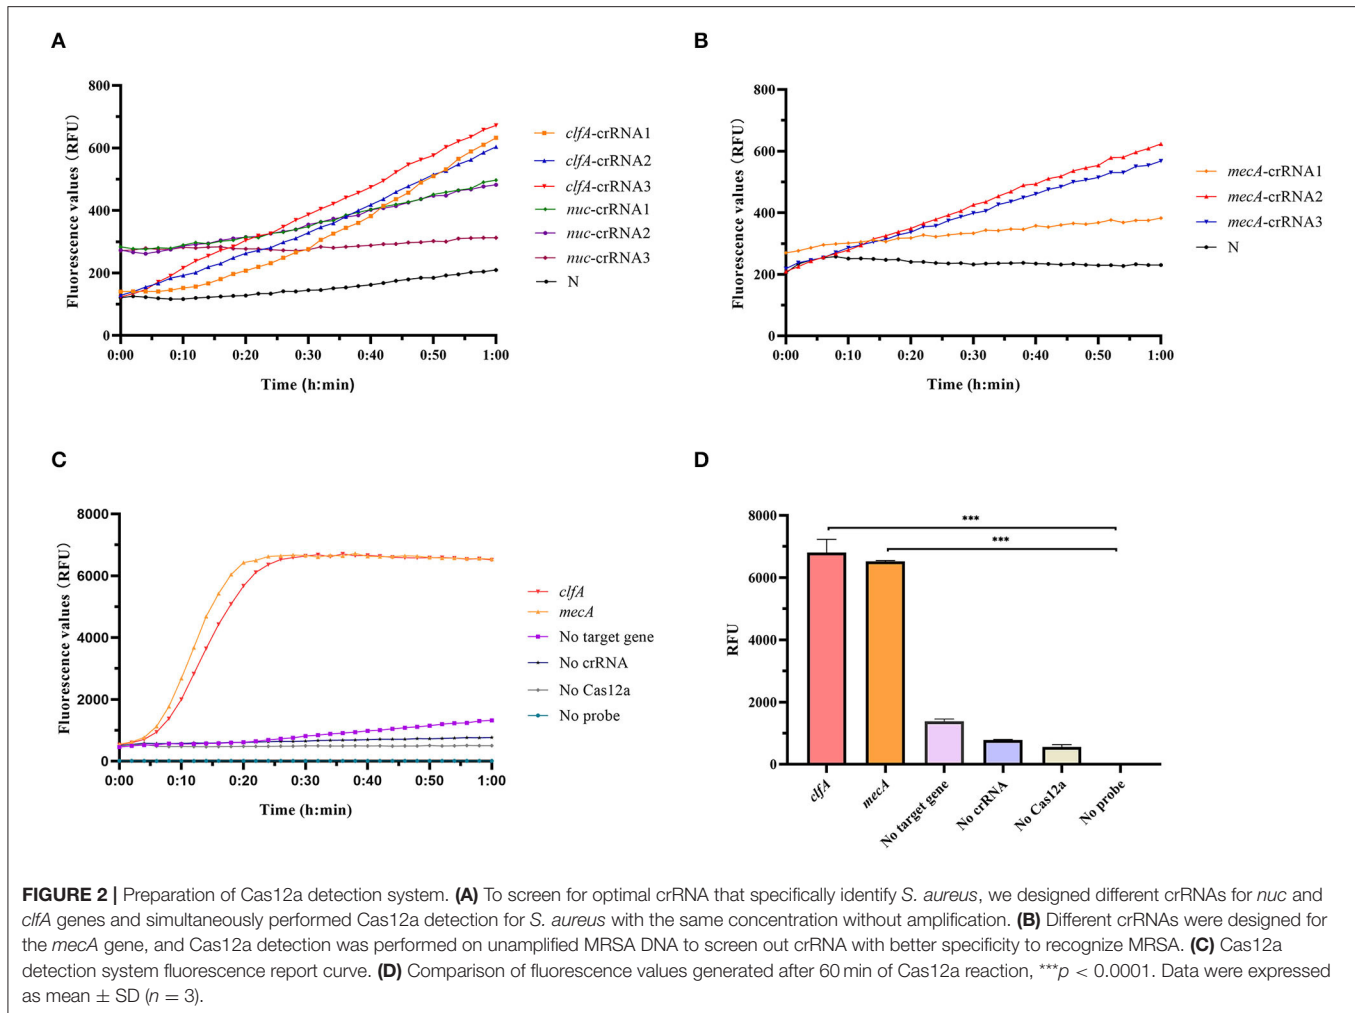 A
Fluorescence values (RFU)
800
600
400
200
0
0:00 0:10 0:20 0:30 0:40 0:50 1:00
Time (h:min)
clfA-crRNA1
clfA-crRNA2
clfA-crRNA3
nuc-crRNA1
nuc-crRNA2
nuc-crRNA3
N
B
Fluorescence values (RFU)
800
600
400
200
0
0:00 0:10 0:20 0:30 0:40 0:50 1:00
Time (h:min)
mecA-crRNA1
mecA-crRNA2
mecA-crRNA3
N
C
Fluorescence values (RFU)
8000
6000
4000
2000
0
0:00 0:10 0:20 0:30 0:40 0:50 1:00
Time (h:min)
clfA
mecA
No target gene
No crRNA
No Cas12a
No probe
D
RFU
8000
6000
4000
2000
0
***
***
clfA
mecA
No target gene
No crRNA
No Cas12a
No probe
FIGURE 2 | Preparation of Cas12a detection system. (A) To screen for optimal crRNA that specifically identify S. aureus, we designed different crRNAs for nuc and
clfA genes and simultaneously performed Cas12a detection for S. aureus with the same concentration without amplification. (B) Different crRNAs were designed for
the mecA gene, and Cas12a detection was performed on unamplified MRSA DNA to screen out crRNA with better specificity to recognize MRSA. (C) Cas12a
detection system fluorescence report curve. (D) Comparison of fluorescence values generated after 60 min of Cas12a reaction, ***p < 0.0001. Data were expressed
as mean ± SD (n = 3).